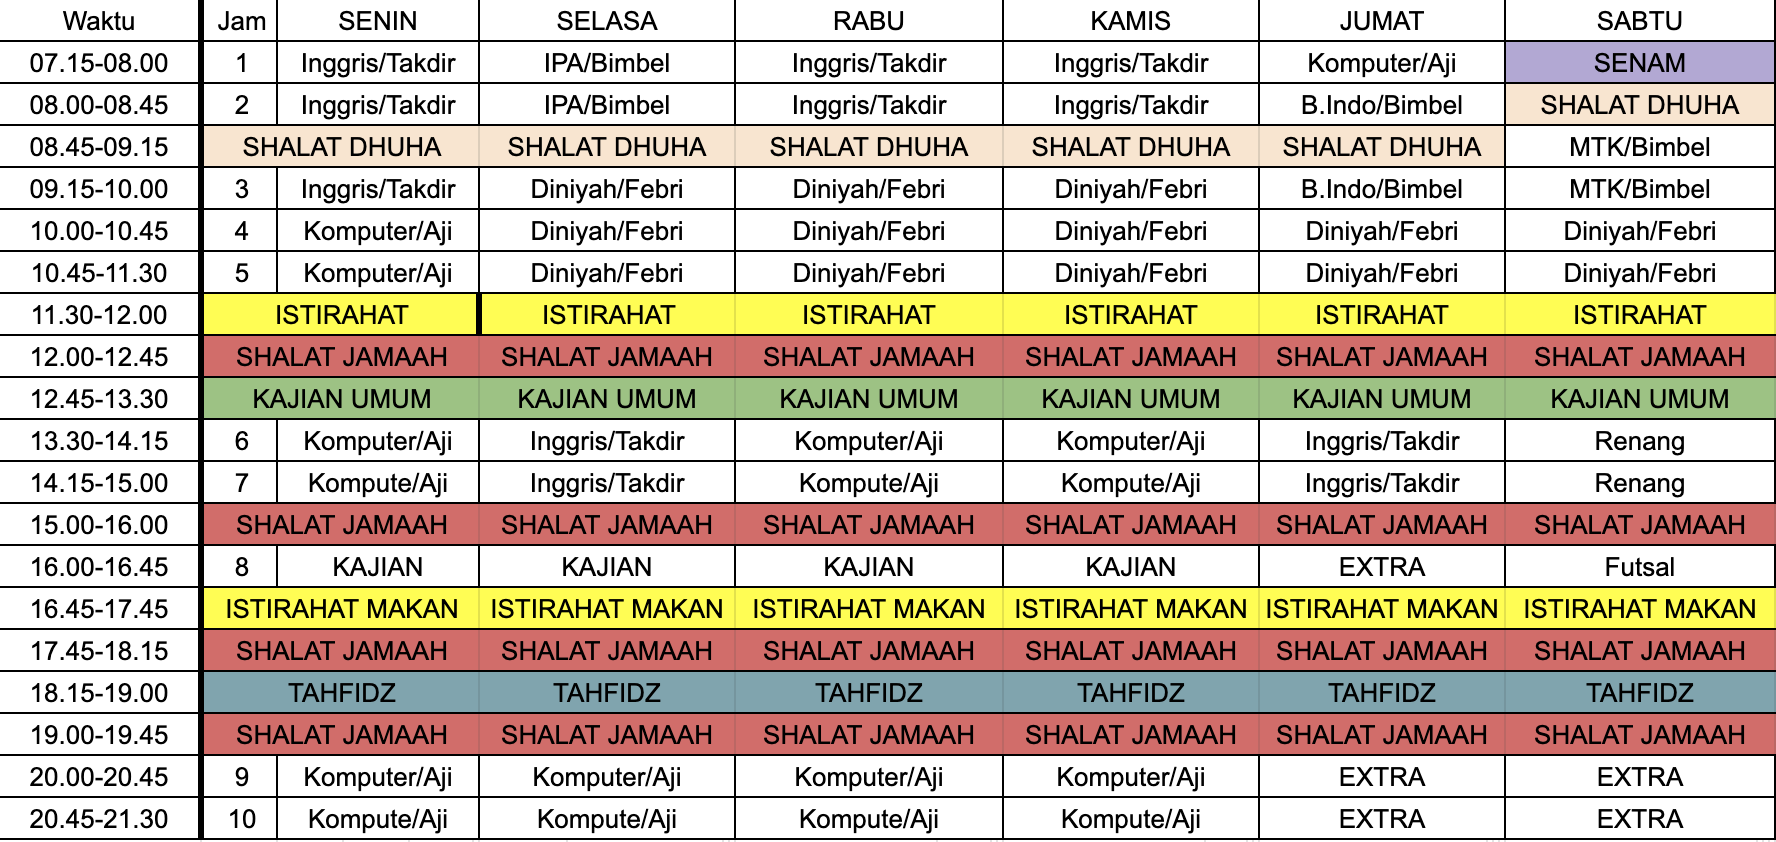 Waktu Jam SENIN SELASA RABU KAMIS JUMAT SABTU
07.15-08.00 1 Inggris/Takdir IPA/Bimbel Inggris/Takdir Inggris/Takdir Komputer/Aji SENAM
08.00-08.45 2 Inggris/Takdir IPA/Bimbel Inggris/Takdir Inggris/Takdir B.Indo/Bimbel SHALAT DHUHA
08.45-09.15 SHALAT DHUHA SHALAT DHUHA SHALAT DHUHA SHALAT DHUHA SHALAT DHUHA MTK/Bimbel
09.15-10.00 3 Inggris/Takdir Diniyah/Febri Diniyah/Febri Diniyah/Febri B.Indo/Bimbel MTK/Bimbel
10.00-10.45 4 Komputer/Aji Diniyah/Febri Diniyah/Febri Diniyah/Febri Diniyah/Febri Diniyah/Febri
10.45-11.30 5 Komputer/Aji Diniyah/Febri Diniyah/Febri Diniyah/Febri Diniyah/Febri Diniyah/Febri
11.30-12.00 ISTIRAHAT ISTIRAHAT ISTIRAHAT ISTIRAHAT ISTIRAHAT ISTIRAHAT
12.00-12.45 SHALAT JAMAAH SHALAT JAMAAH SHALAT JAMAAH SHALAT JAMAAH SHALAT JAMAAH SHALAT JAMAAH
12.45-13.30 KAJIAN UMUM KAJIAN UMUM KAJIAN UMUM KAJIAN UMUM KAJIAN UMUM KAJIAN UMUM
13.30-14.15 6 Komputer/Aji Inggris/Takdir Komputer/Aji Komputer/Aji Inggris/Takdir Renang
14.15-15.00 7 Kompute/Aji Inggris/Takdir Kompute/Aji Kompute/Aji Inggris/Takdir Renang
15.00-16.00 SHALAT JAMAAH SHALAT JAMAAH SHALAT JAMAAH SHALAT JAMAAH SHALAT JAMAAH SHALAT JAMAAH
16.00-16.45 8 KAJIAN KAJIAN KAJIAN KAJIAN EXTRA Futsal
16.45-17.45 ISTIRAHAT MAKAN ISTIRAHAT MAKAN ISTIRAHAT MAKAN ISTIRAHAT MAKAN ISTIRAHAT MAKAN ISTIRAHAT MAKAN
17.45-18.15 SHALAT JAMAAH SHALAT JAMAAH SHALAT JAMAAH SHALAT JAMAAH SHALAT JAMAAH SHALAT JAMAAH
18.15-19.00 TAHFIDZ TAHFIDZ TAHFIDZ TAHFIDZ TAHFIDZ TAHFIDZ
19.00-19.45 SHALAT JAMAAH SHALAT JAMAAH SHALAT JAMAAH SHALAT JAMAAH SHALAT JAMAAH SHALAT JAMAAH
20.00-20.45 9 Komputer/Aji Komputer/Aji Komputer/Aji Komputer/Aji EXTRA EXTRA
20.45-21.30 10 Kompute/Aji Kompute/Aji Kompute/Aji Kompute/Aji EXTRA EXTRA